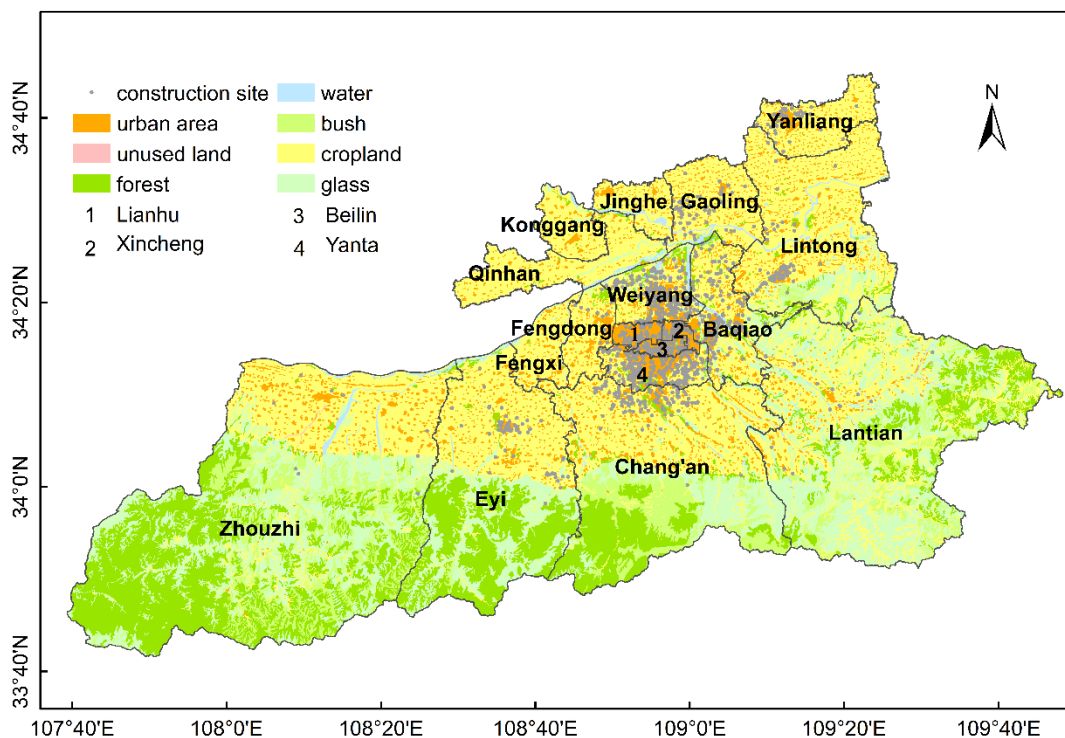 construction site
water
urban area
bush
unused land
cropland
forest
glass
1 Lianhu
3 Beilin
2 Xincheng
4 Yanta
N
Yanliang
Jinghe
Gaoling
Konggang
Lintong
Qinhan
Weiyang
Fengdong
1
2
Baqiao
3
Fengxi
4
Lantian
Chang'an
Eyi
Zhouzhi
34°40'N
34°20'N
34°0'N
33°40'N
107°40'E 108°0'E 108°20'E 108°40'E 109°0'E 109°20'E 109°40'E